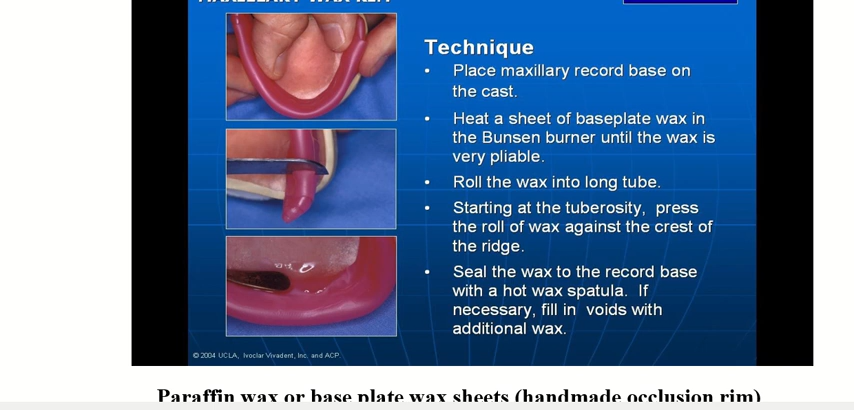 MAXILLARY WAX RIM
Technique
• Place maxillary record base on
the cast.
• Heat a sheet of baseplate wax in
the Bunsen burner until the wax is
very pliable.
• Roll the wax into long tube.
• Starting at the tuberosity, press
the roll of wax against the crest of
the ridge.
• Seal the wax to the record base
with a hot wax spatula. If
necessary, fill in voids with
additional wax.
© 2004 UCLA, Ivoclar Vivadent, Inc. and ACP.
Paraffin wax or base plate wax sheets (handmade occlusion rim)